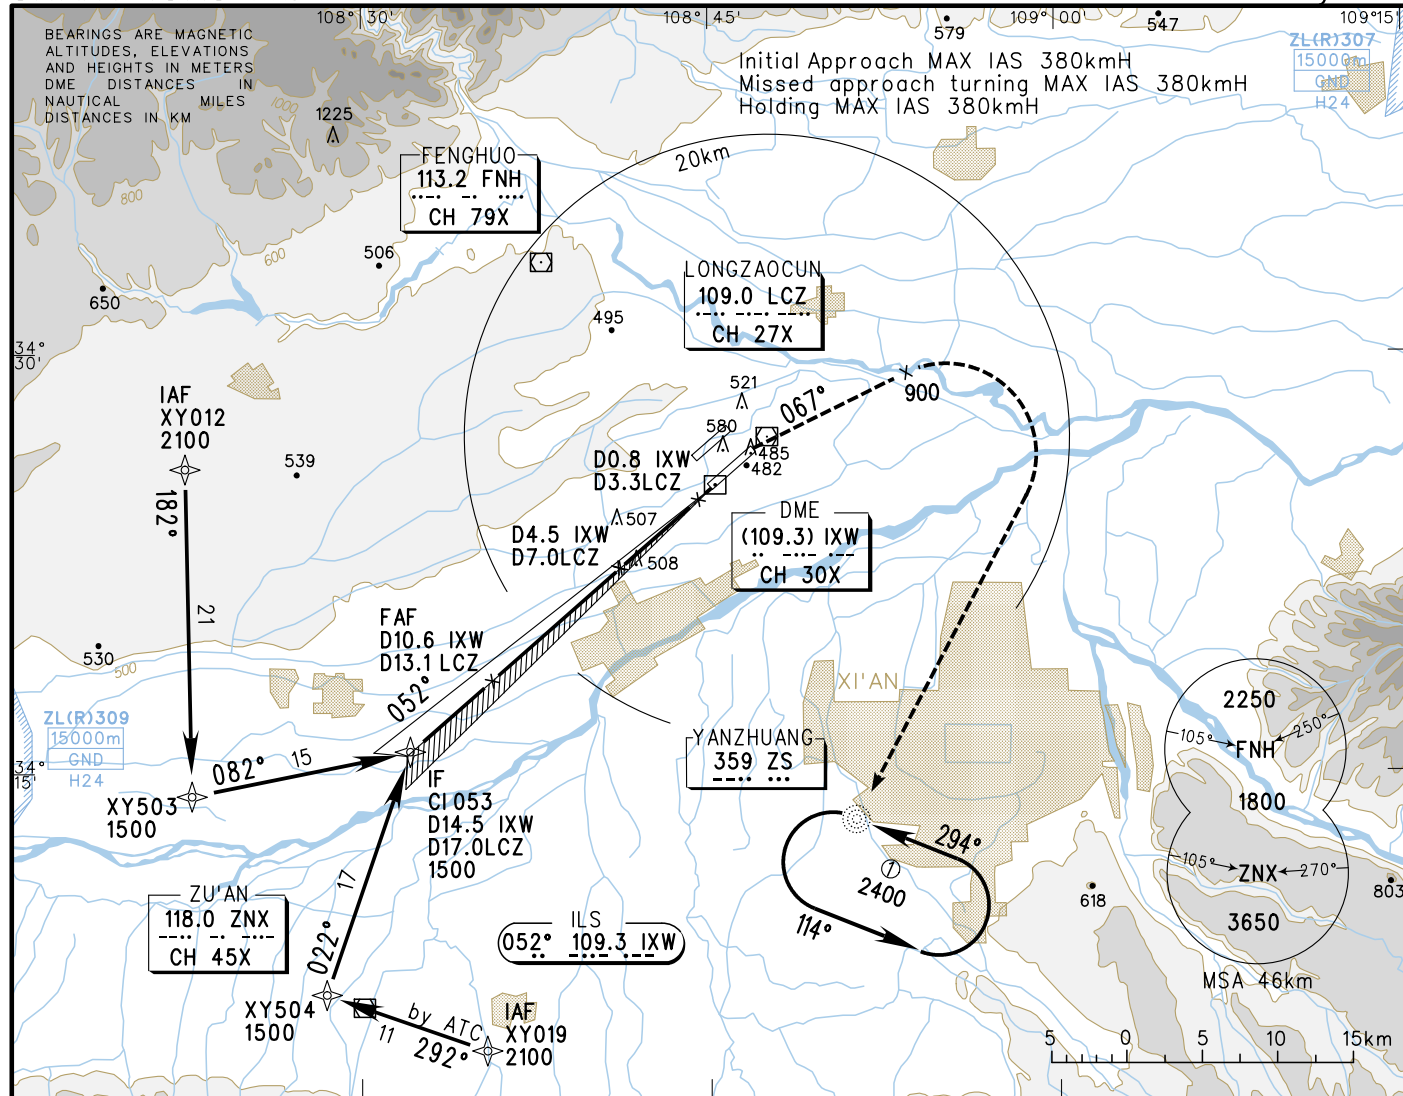 108° 30'
108° 45'
109° 00'
109° 15'
BEARINGS ARE MAGNETIC
ALTITUDES, ELEVATIONS
AND HEIGHTS IN METERS
DME DISTANCES IN
NAUTICAL MILES
DISTANCES IN KM
Initial Approach MAX IAS 380kmH
Missed approach turning MAX IAS 380kmH
Holding MAX IAS 380kmH
579
547
ZL(R)307
15000m
GND
H24
1000
1225
800
600
20km
FENGHUO
113.2 FNH
CH 79X
506
650
495
LONGZAOCUN
109.0 LCZ
CH 27X
34°
30'
IAF
XY012
2100
182°
21
539
521
580
067°
900
485
482
D0.8 IXW
D3.3LCZ
507
508
D4.5 IXW
D7.0LCZ
DME
(109.3) IXW
CH 30X
FAF
D10.6 IXW
D13.1 LCZ
052°
530
500
ZL(R)309
15000m
GND
H24
34°
15'
XY503
1500
082°
15
IF
CI053
D14.5 IXW
D17.0LCZ
1500
XI'AN
YANZHUANG
359 ZS
294°
1
2400
114°
2250
105°
FNH
250°
1800
105°
ZNX
270°
3650
MSA 46km
618
803
ZU'AN
118.0 ZNX
CH 45X
022°
17
ILS
052° 109.3 IXW
XY504
1500
by ATC
11
292°
IAF
XY019
2100
5 0 5 10 15km